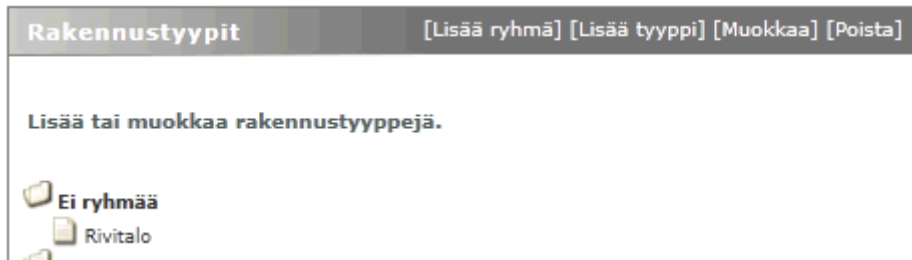 Rakennustyypit [Lisää ryhmä] [Lisää tyyppi] [Muokkaa] [Poista]
Lisää tai muokkaa rakennustyyppejä.
Ei ryhmää
Rivitalo